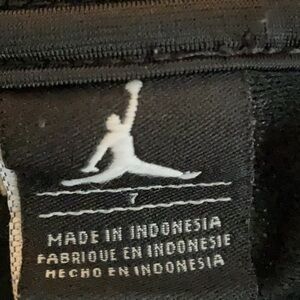 7
MADE IN INDONESIA
FABRIQUE EN INDONESIE
HECHO EN INDONESIA